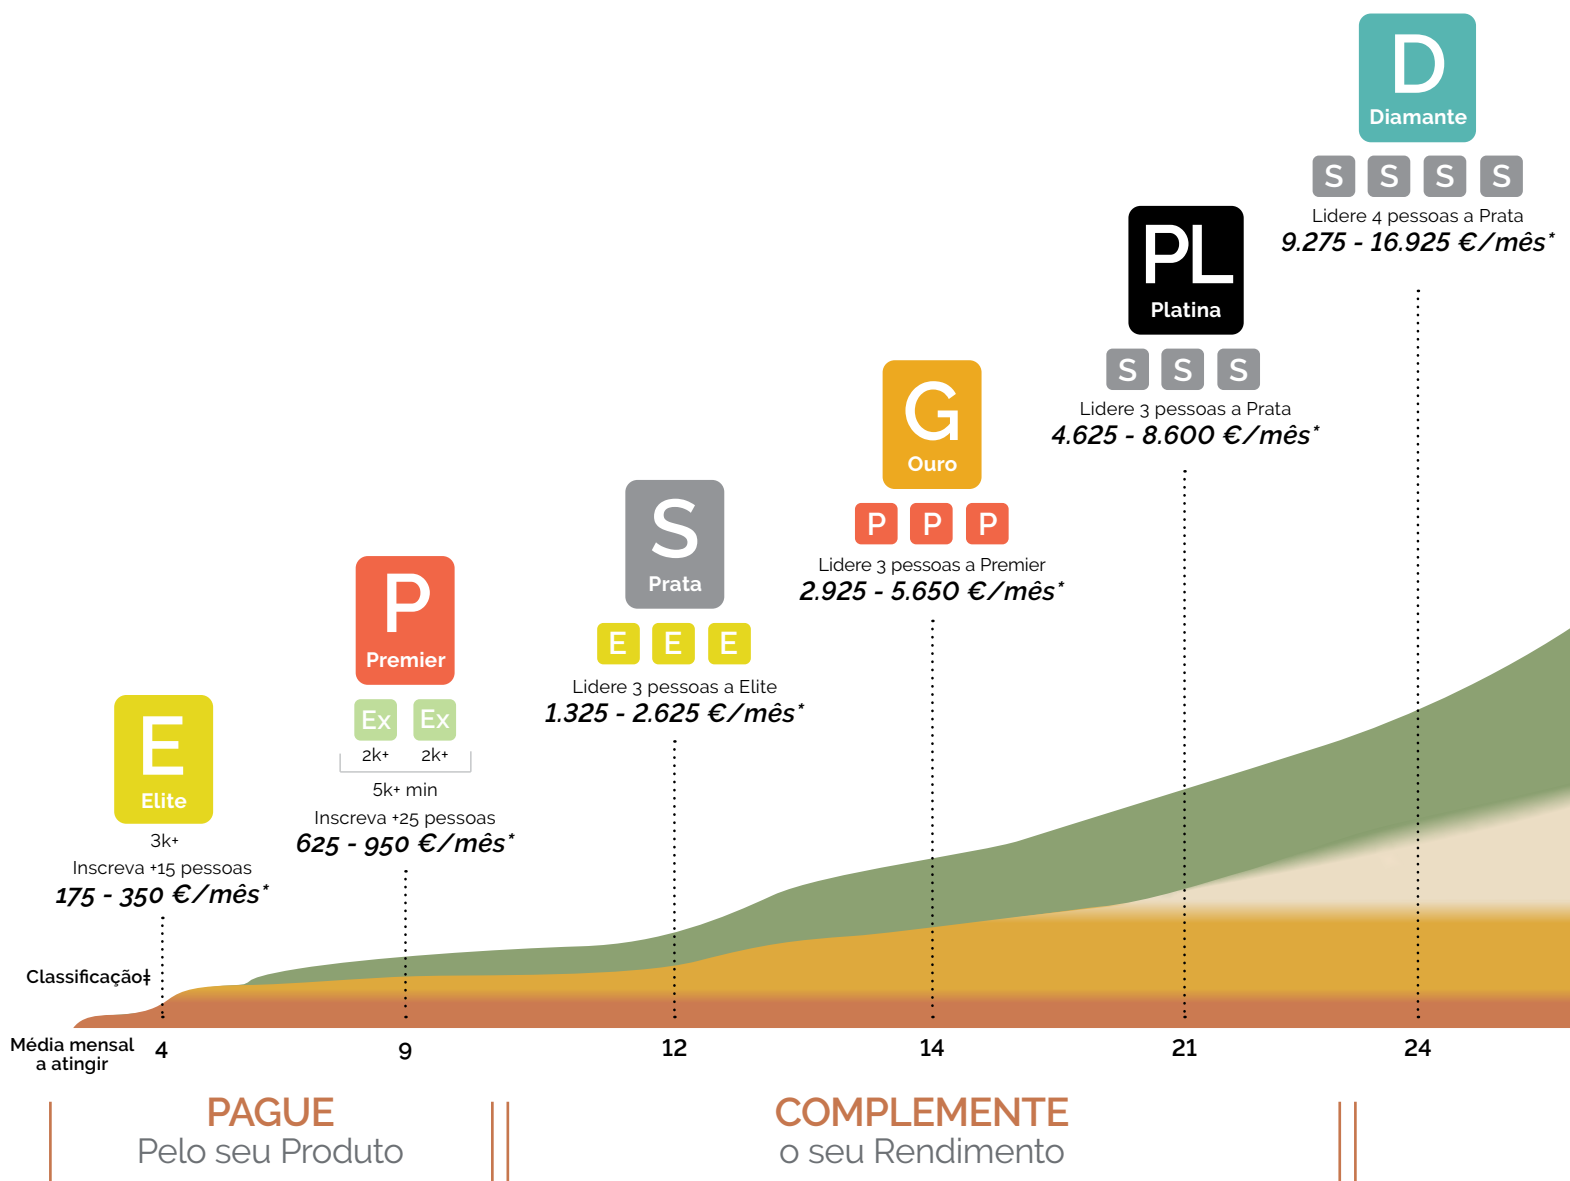 E
Elite
3k+
Inscreva +15 pessoas
175 - 350 €/mês*
P
Premier
Ex Ex
2k+ 2k+
5k+ min
Inscreva +25 pessoas
625 - 950 €/mês*
S
Prata
E E E
Lidere 3 pessoas a Elite
1.325 - 2.625 €/mês*
G
Ouro
P P P
Lidere 3 pessoas a Premier
2.925 - 5.650 €/mês*
PL
Platina
S S S
Lidere 3 pessoas a Prata
4.625 - 8.600 €/mês*
D
Diamante
S S S S
Lidere 4 pessoas a Prata
9.275 - 16.925 €/mês*
Classificação‡
Média mensal
a atingir
4 9 12 14 21 24
PAGUE
Pelo seu Produto
COMPLEMENTE
o seu Rendimento